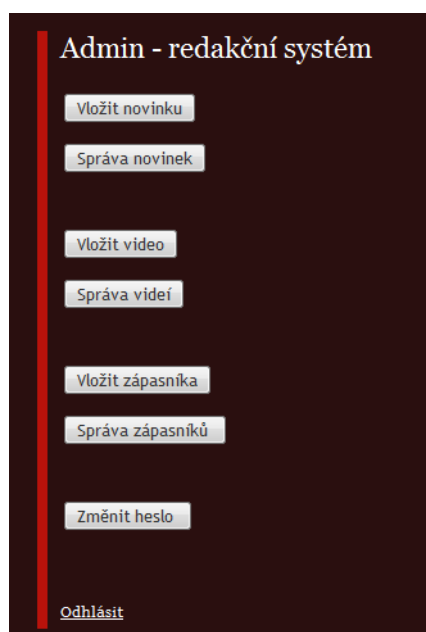 Admin - redakční systém
Vložit novinku
Správa novinek
Vložit video
Správa videí
Vložit zápasníka
Správa zápasníků
Změnit heslo
Odhlásit